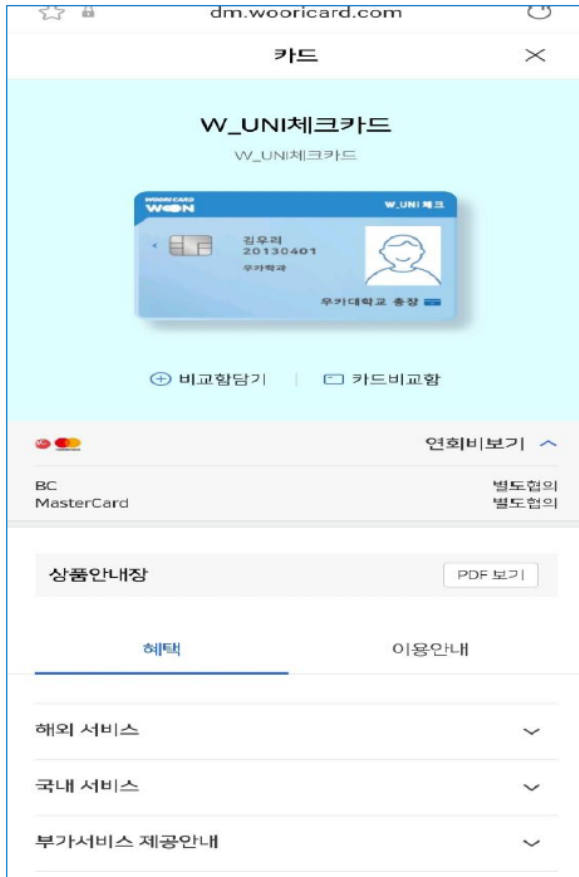 dm.wooricard.com
카드
W_UNI체크카드
W_UNI체크카드
WOORI CARD
WON
W_UNI 체크
김우리
20130401
우카학과
우카대학교 총장
비교함담기
카드비교함
연회비보기
BC 별도협의
MasterCard 별도협의
상품안내장 PDF 보기
혜택 이용안내
해외 서비스
국내 서비스
부가서비스 제공안내